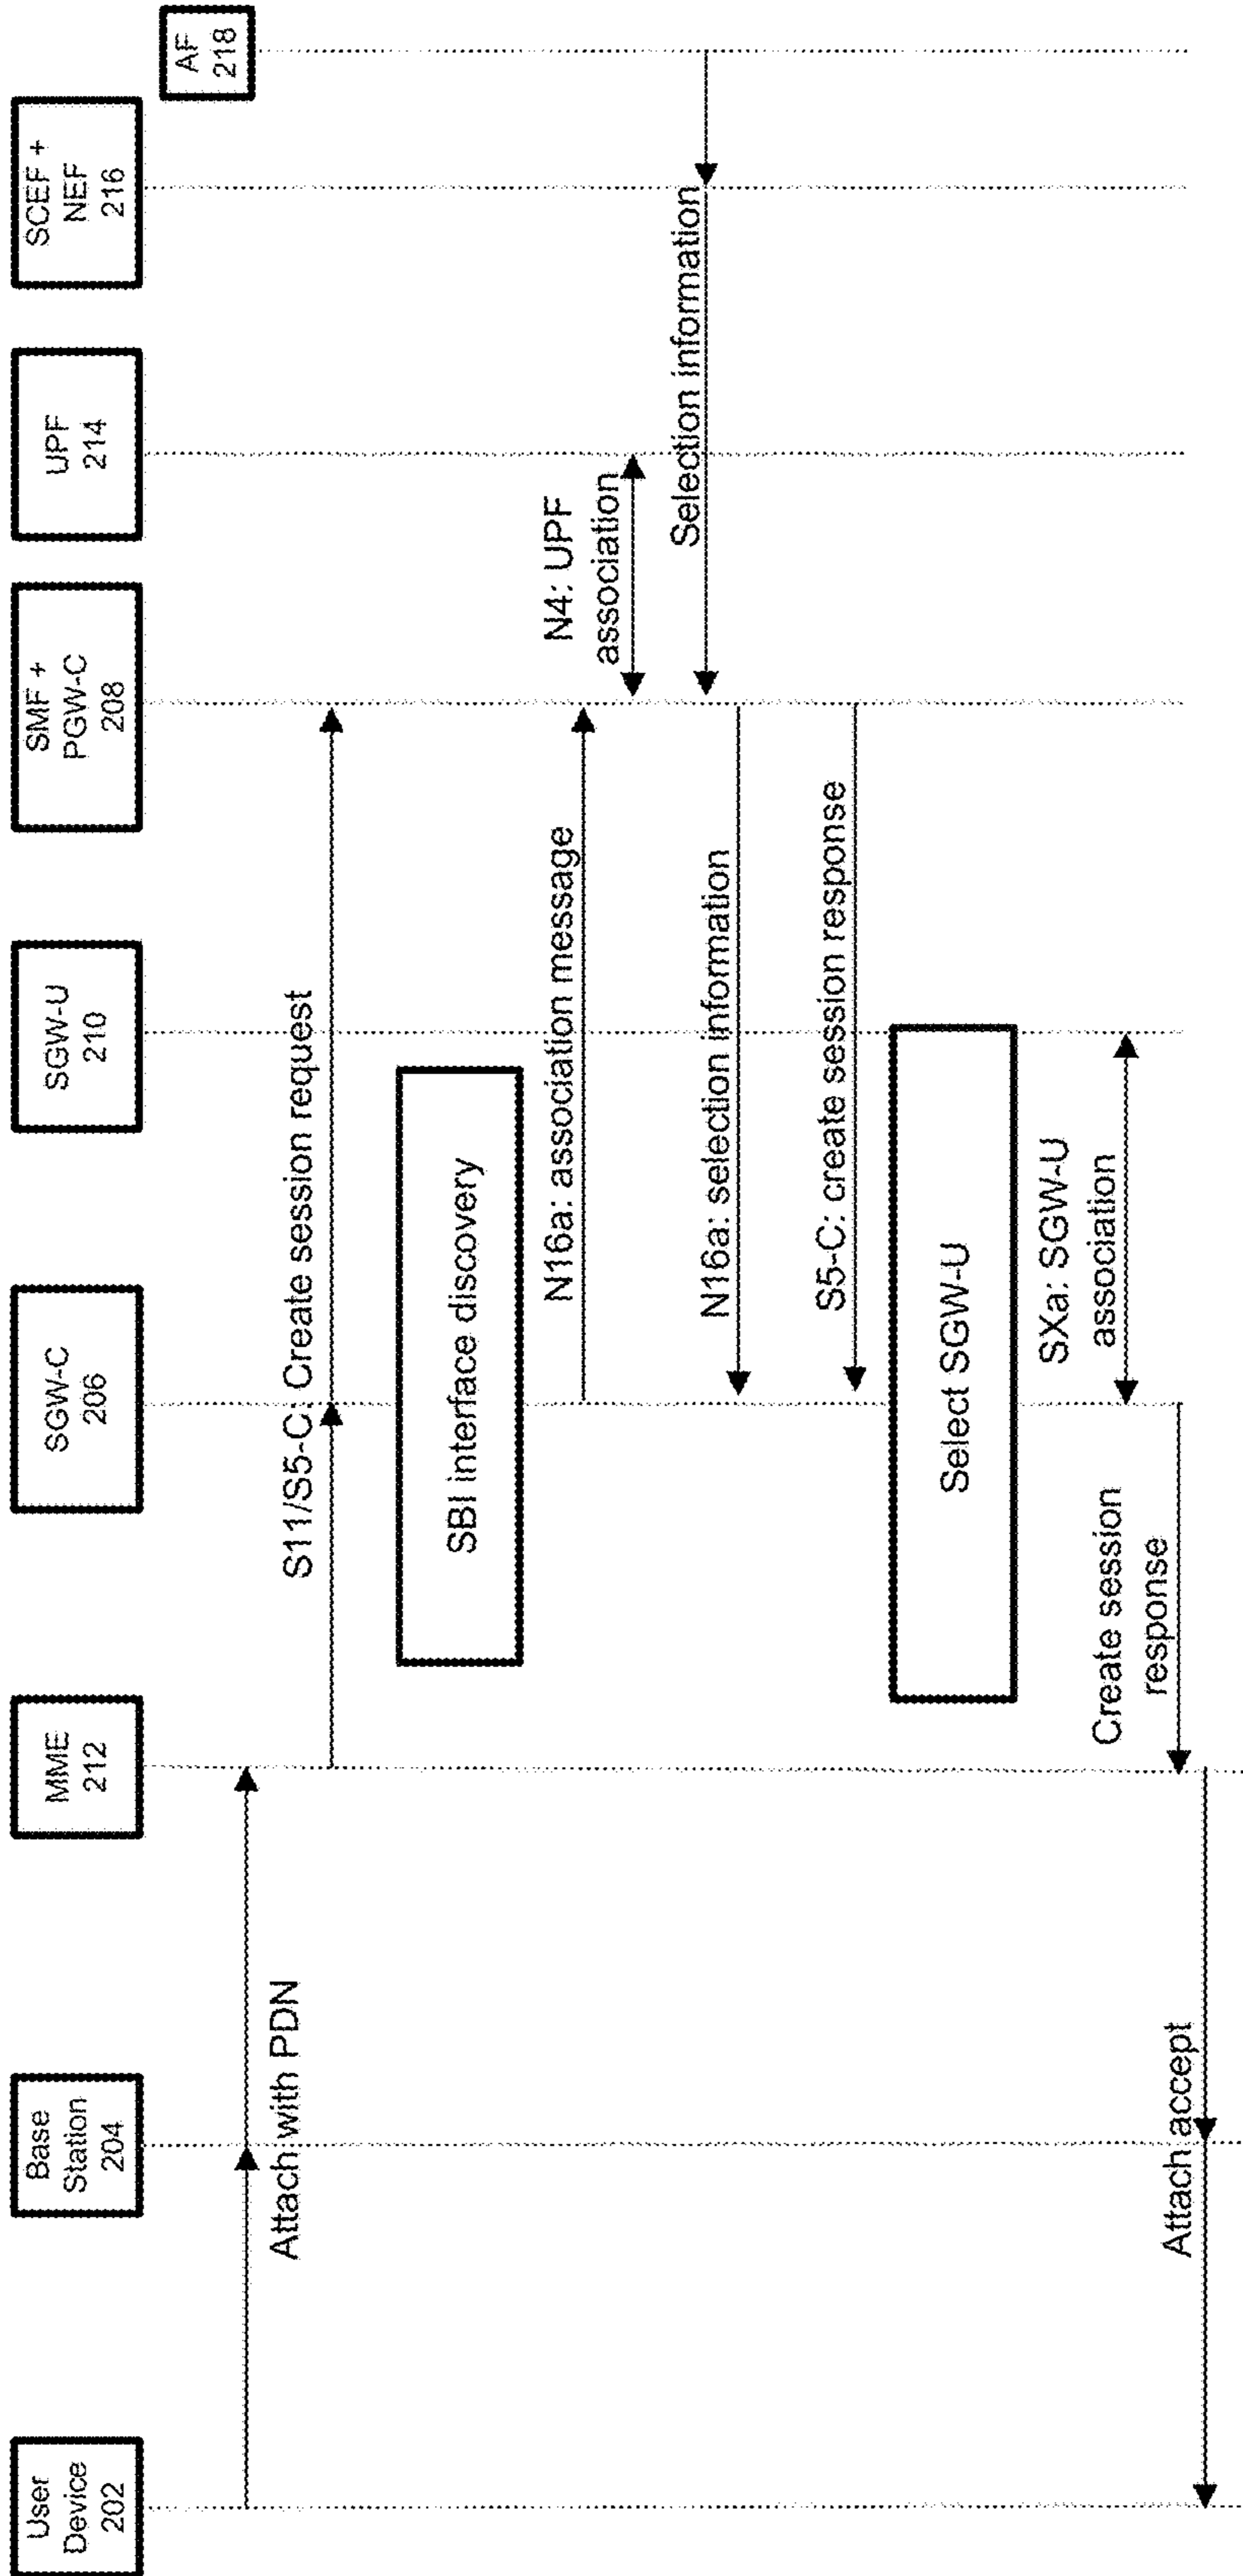 User
Device
202
Base
Station
204
MME
212
SGW-C
206
SGW-U
210
SMF +
PGW-C
208
UPF
214
SCEF +
NEF
216
AF
218
Attach with PDN
S11/S5-C: Create session request
SBI interface discovery
N16a: association message
N4: UPF
association
Selection information
N16a: selection information
S5-C: create session response
Select SGW-U
SXa: SGW-U
association
Create session
response
Attach accept